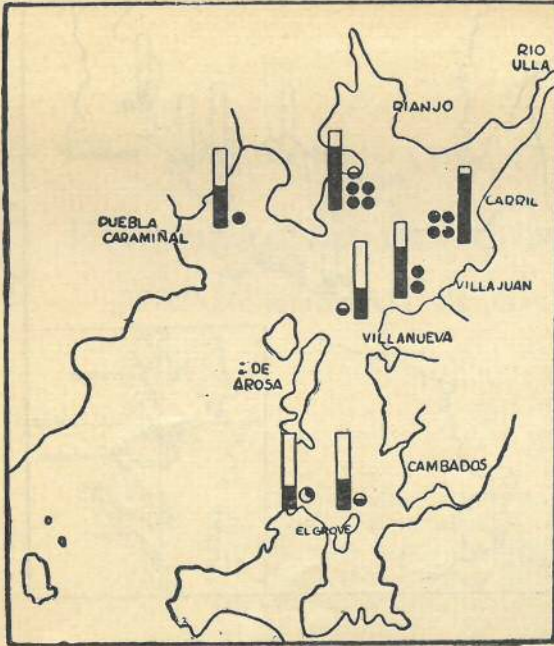 RIO
ULLA
RIANJO
PUEBLA
CARAMIÑAL
CARRIL
VILLAJUAN
VILLANUEVA
DE
AROSA
CAMBADOS
EL GROVE